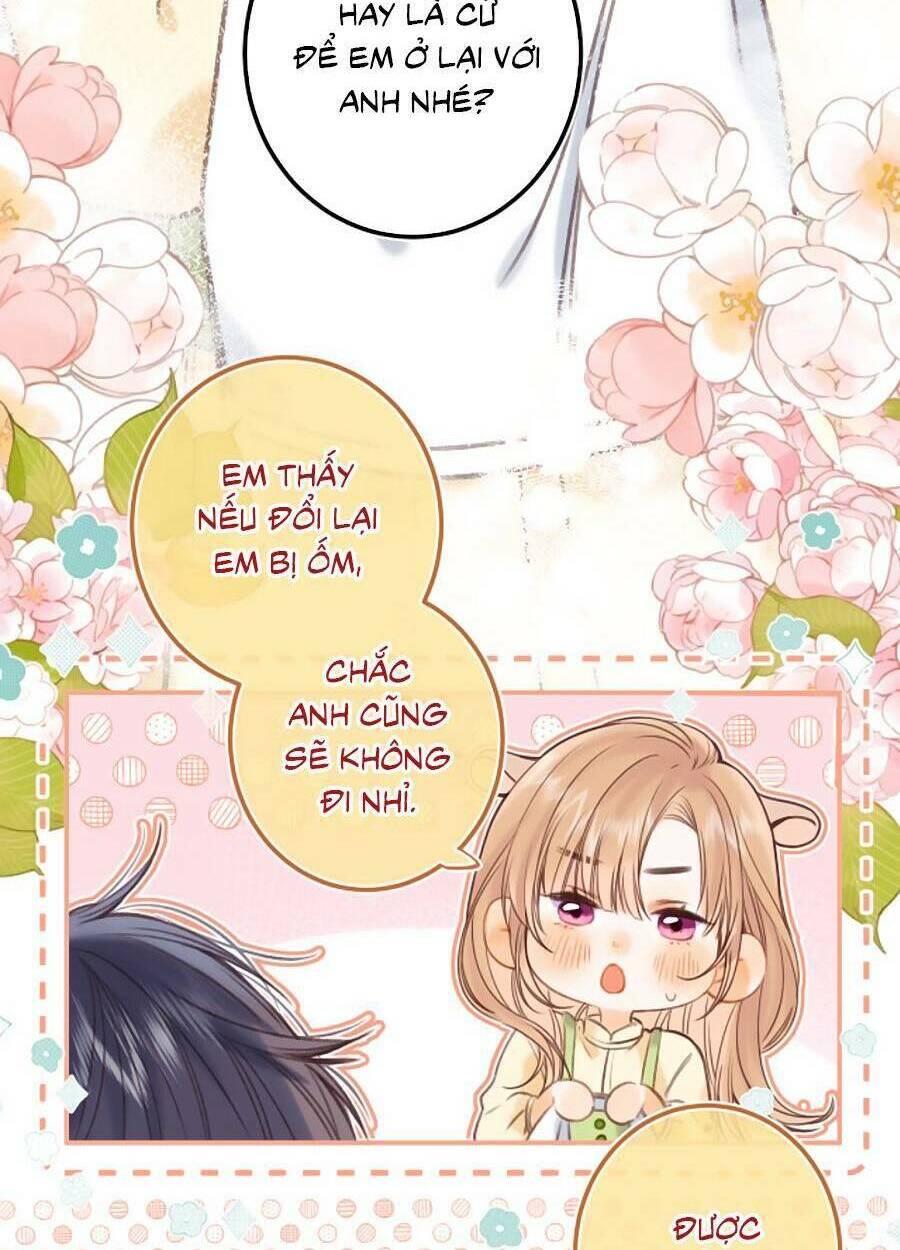 HAY LÀ CỨ
ĐỂ EM Ở LẠI VỚI
ANH NHÉ?
EM THẤY
NẾU ĐỔI LẠI
EM BỊ ỐM,
CHẮC
ANH CŨNG
SẼ KHÔNG
ĐI NHỈ.
ĐƯỢC